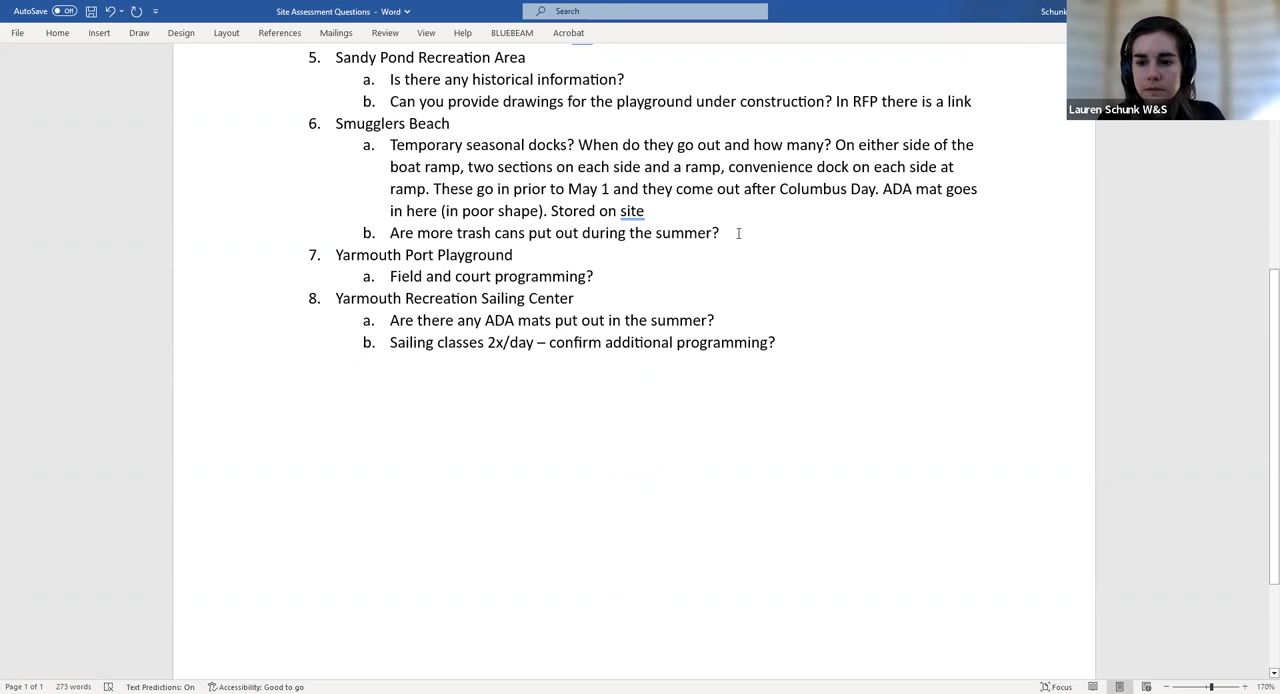 AutoSave Off Site Assessment Questions - Word Search Schunk
File Home Insert Draw Design Layout References Mailings Review View Help BLUEBEAM Acrobat
Lauren Schunk W&S
5. Sandy Pond Recreation Area
a. Is there any historical information?
b. Can you provide drawings for the playground under construction? In RFP there is a link
6. Smugglers Beach
a. Temporary seasonal docks? When do they go out and how many? On either side of the
boat ramp, two sections on each side and a ramp, convenience dock on each side at
ramp. These go in prior to May 1 and they come out after Columbus Day. ADA mat goes
in here (in poor shape). Stored on site
b. Are more trash cans put out during the summer?
7. Yarmouth Port Playground
a. Field and court programming?
8. Yarmouth Recreation Sailing Center
a. Are there any ADA mats put out in the summer?
b. Sailing classes 2x/day – confirm additional programming?
Page 1 of 1 273 words Text Predictions: On Accessibility: Good to go Focus 170%